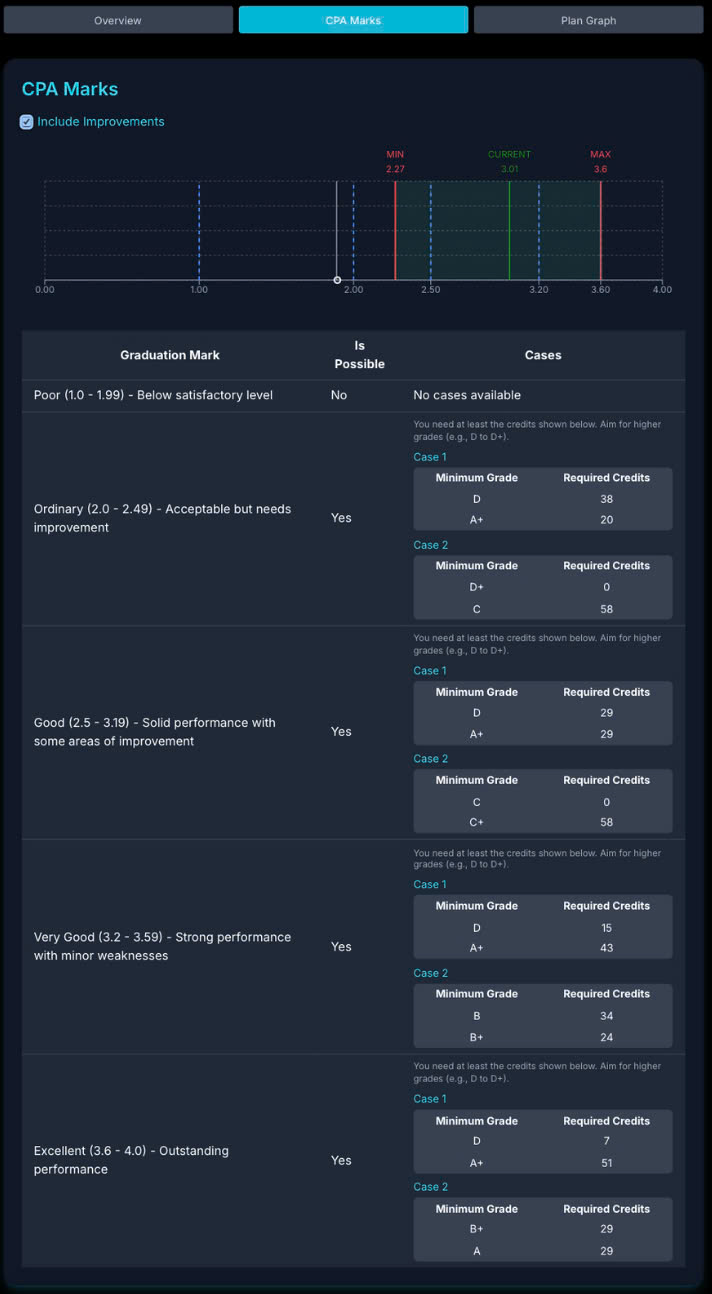 Overview CPA Marks Plan Graph
CPA Marks
Include Improvements
MIN CURRENT MAX
2.27 3.01 3.6
0.00 1.00 2.00 2.50 3.20 3.60 4.00
Graduation Mark Is Possible Cases
Poor (1.0 - 1.99) - Below satisfactory level No No cases available
Ordinary (2.0 - 2.49) - Acceptable but needs
improvement
Yes
You need at least the credits shown below. Aim for higher
grades (e.g., D to D+).
Case 1
Minimum Grade Required Credits
D 38
A+ 20
Case 2
Minimum Grade Required Credits
D+ 0
C 58
Good (2.5 - 3.19) - Solid performance with
some areas of improvement
Yes
You need at least the credits shown below. Aim for higher
grades (e.g., D to D+).
Case 1
Minimum Grade Required Credits
D 29
A+ 29
Case 2
Minimum Grade Required Credits
C 0
C+ 58
Very Good (3.2 - 3.59) - Strong performance
with minor weaknesses
Yes
You need at least the credits shown below. Aim for higher
grades (e.g., D to D+).
Case 1
Minimum Grade Required Credits
D 15
A+ 43
Case 2
Minimum Grade Required Credits
B 34
B+ 24
Excellent (3.6 - 4.0) - Outstanding
performance
Yes
You need at least the credits shown below. Aim for higher
grades (e.g., D to D+).
Case 1
Minimum Grade Required Credits
D 7
A+ 51
Case 2
Minimum Grade Required Credits
B+ 29
A 29